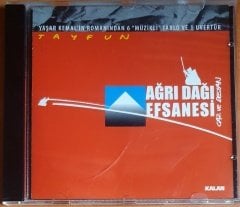 YAŞAR KEMAL'İN ROMANINDAN 6 "MÜZİKLİ" TABLO VE 1 UVERTÜR
TAYFUN
AĞRI DAĞI
EFSANESİ
KALAN